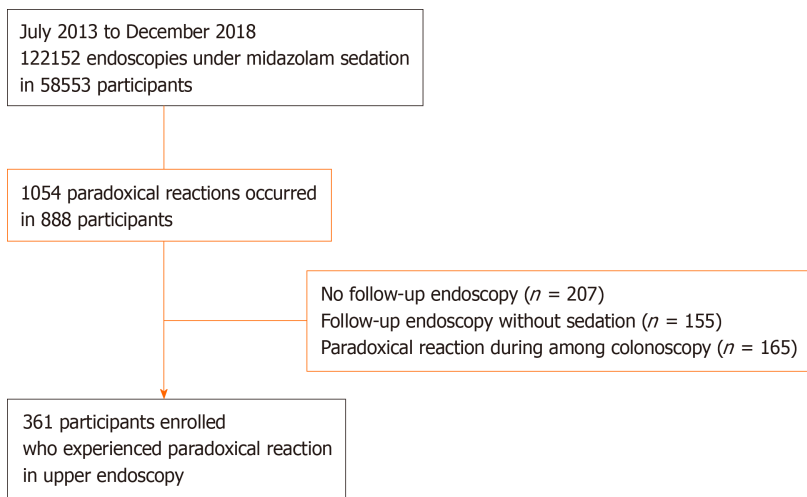 July 2013 to December 2018
122152 endoscopies under midazolam sedation
in 58553 participants
1054 paradoxical reactions occurred
in 888 participants
No follow-up endoscopy (n = 207)
Follow-up endoscopy without sedation (n = 155)
Paradoxical reaction during among colonoscopy (n = 165)
361 participants enrolled
who experienced paradoxical reaction
in upper endoscopy